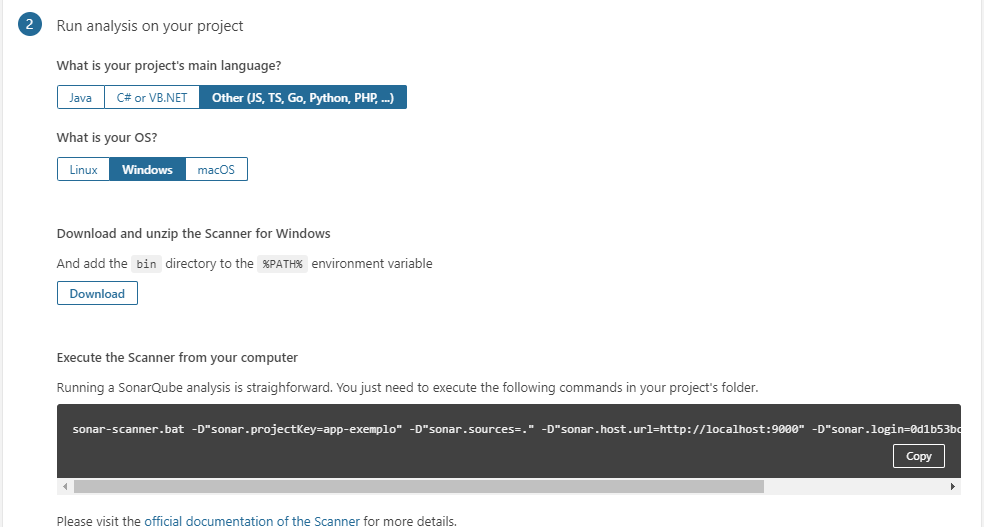 2 Run analysis on your project
What is your project's main language?
Java C# or VB.NET Other (JS, TS, Go, Python, PHP, ...)
What is your OS?
Linux Windows macOS
Download and unzip the Scanner for Windows
And add the bin directory to the %PATH% environment variable
Download
Execute the Scanner from your computer
Running a SonarQube analysis is straighforward. You just need to execute the following commands in your project's folder.
sonar-scanner.bat -D"sonar.projectKey=app-exemplo" -D"sonar.sources=." -D"sonar.host.url=http://localhost:9000" -D"sonar.login=0d1b53bc
Copy
Please visit the official documentation of the Scanner for more details.